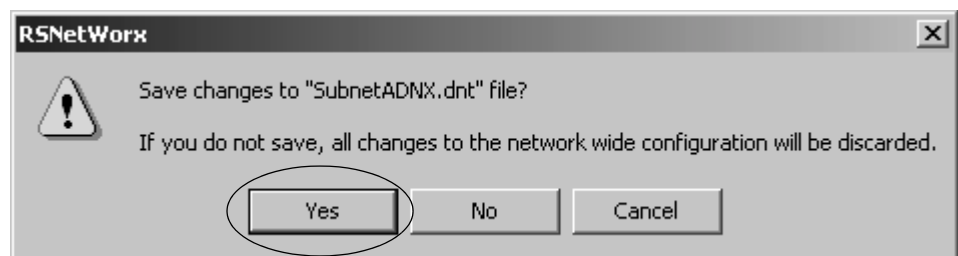 RSNetWorx
Save changes to "SubnetADNX.dnt" file?
If you do not save, all changes to the network wide configuration will be discarded.
Yes No Cancel